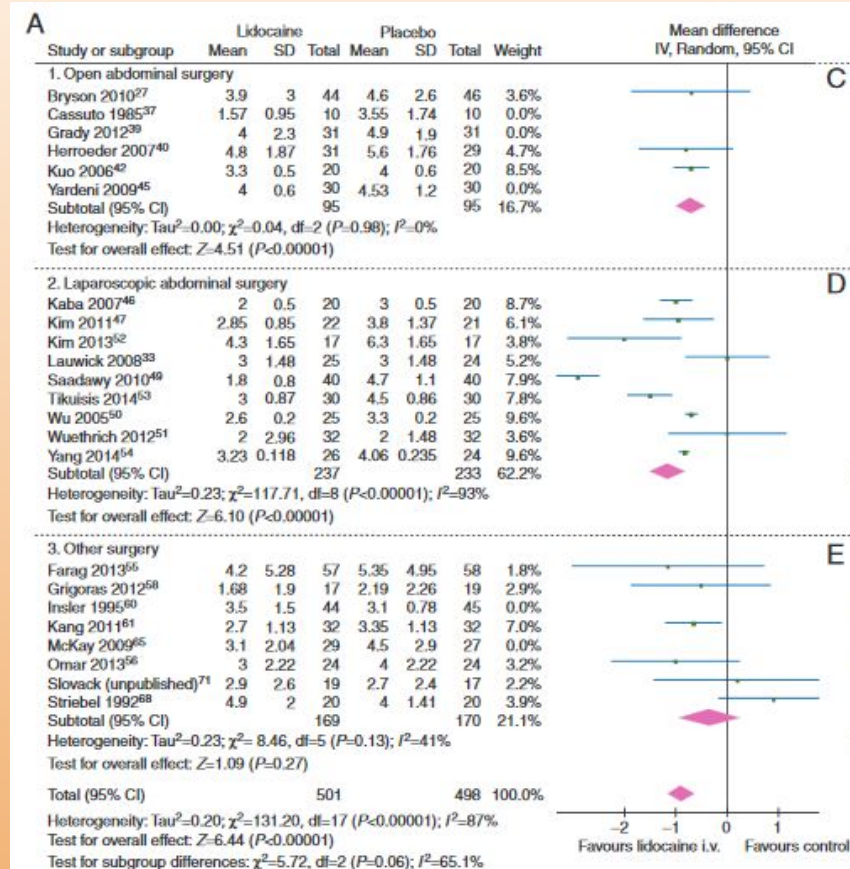 A
Lidocaine Placebo Mean difference
Study or subgroup Mean SD Total Mean SD Total Weight IV, Random, 95% CI
1. Open abdominal surgery C
Bryson 2010²⁷ 3.9 3 44 4.6 2.6 46 3.6%
Cassuto 1985³⁷ 1.57 0.95 10 3.55 1.74 10 0.0%
Grady 2012³⁹ 4 2.3 31 4.9 1.9 31 0.0%
Herroeder 2007⁴⁰ 4.8 1.87 31 5.6 1.76 29 4.7%
Kuo 2006⁴² 3.3 0.5 20 4 0.6 20 8.5%
Yardeni 2009⁴⁵ 4 0.6 30 4.53 1.2 30 0.0%
Subtotal (95% CI) 95 95 16.7%
Heterogeneity: Tau²=0.00; χ²=0.04, df=2 (P=0.98); I²=0%
Test for overall effect: Z=4.51 (P<0.00001)
2. Laparoscopic abdominal surgery D
Kaba 2007⁴⁶ 2 0.5 20 3 0.5 20 8.7%
Kim 2011⁴⁷ 2.85 0.85 22 3.8 1.37 21 6.1%
Kim 2013⁵² 4.3 1.65 17 6.3 1.65 17 3.8%
Lauwick 2008³³ 3 1.48 25 3 1.48 24 5.2%
Saadawy 2010⁴⁹ 1.8 0.8 40 4.7 1.1 40 7.9%
Tikuisis 2014⁵³ 3 0.87 30 4.5 0.86 30 7.8%
Wu 2005⁵⁰ 2.6 0.2 25 3.3 0.2 25 9.6%
Wuethrich 2012⁵¹ 2 2.96 32 2 1.48 32 3.6%
Yang 2014⁵⁴ 3.23 0.118 26 4.06 0.235 24 9.6%
Subtotal (95% CI) 237 233 62.2%
Heterogeneity: Tau²=0.23; χ²=117.71, df=8 (P<0.00001); I²=93%
Test for overall effect: Z=6.10 (P<0.00001)
3. Other surgery E
Farag 2013⁵⁵ 4.2 5.28 57 5.35 4.95 58 1.8%
Grigoras 2012⁵⁸ 1.68 1.9 17 2.19 2.26 19 2.9%
Insler 1995⁶⁰ 3.5 1.5 44 3.1 0.78 45 0.0%
Kang 2011⁶¹ 2.7 1.13 32 3.35 1.13 32 7.0%
McKay 2009⁶⁵ 3.1 2.04 29 4.5 2.9 27 0.0%
Omar 2013⁵⁶ 3 2.22 24 4 2.22 24 3.2%
Slovack (unpublished)⁷¹ 2.9 2.6 19 2.7 2.4 17 2.2%
Striebel 1992⁶⁸ 4.9 2 20 4 1.41 20 3.9%
Subtotal (95% CI) 169 170 21.1%
Heterogeneity: Tau²=0.23; χ²= 8.46, df=5 (P=0.13); I²=41%
Test for overall effect: Z=1.09 (P=0.27)
Total (95% CI) 501 498 100.0%
Heterogeneity: Tau²=0.20; χ²=131.20, df=17 (P<0.00001); I²=87%
Test for overall effect: Z=6.44 (P<0.00001)
Test for subgroup differences: χ²=5.72, df=2 (P=0.06); I²=65.1%
−2 −1 0 1
Favours lidocaine i.v. Favours control